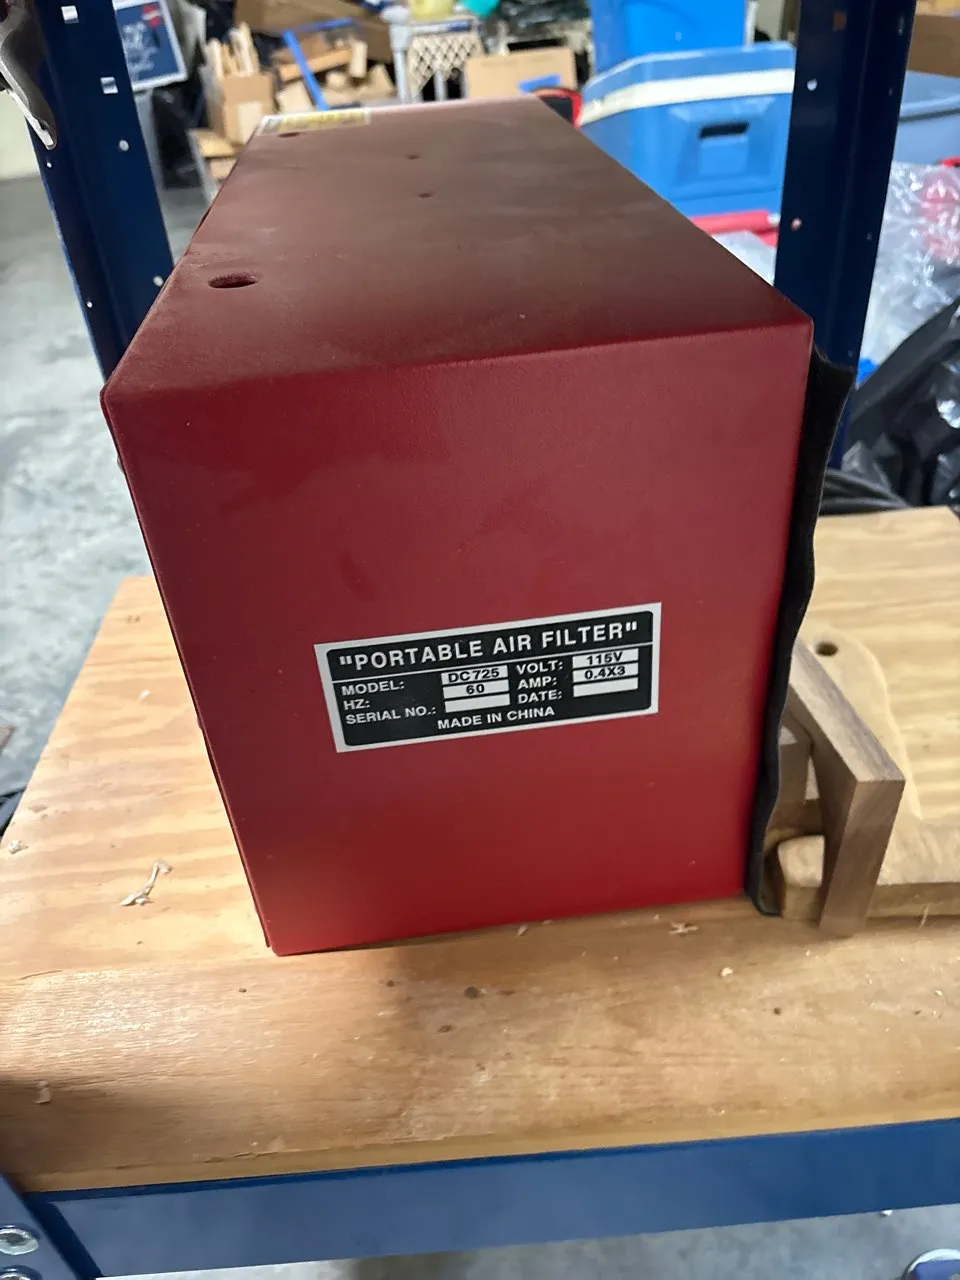 "PORTABLE AIR FILTER"
MODEL: DC725 VOLT: 115V
HZ: 60 AMP: 0.4X3
SERIAL NO.: DATE:
MADE IN CHINA